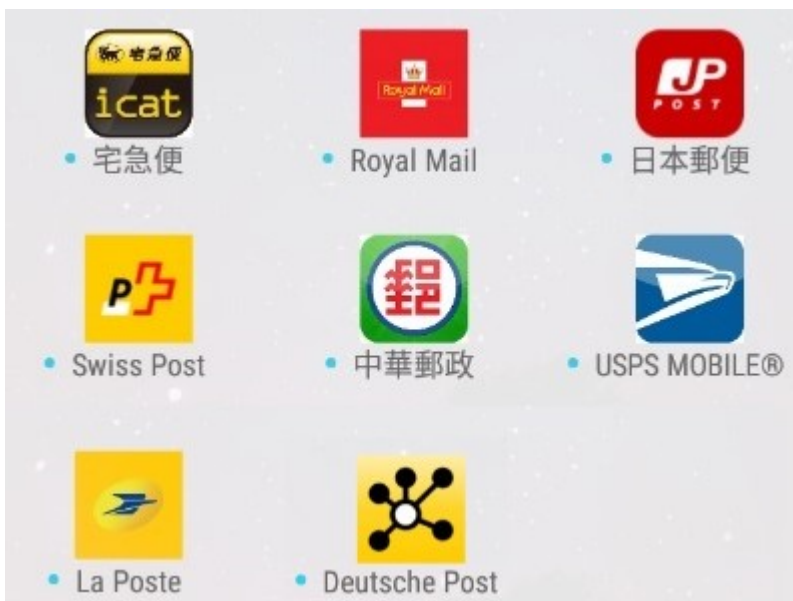 宅急便
icat
Royal Mail
JP
POST
宅急便
Royal Mail
日本郵便
P
郵
Swiss Post
中華郵政
USPS MOBILE®
La Poste
Deutsche Post